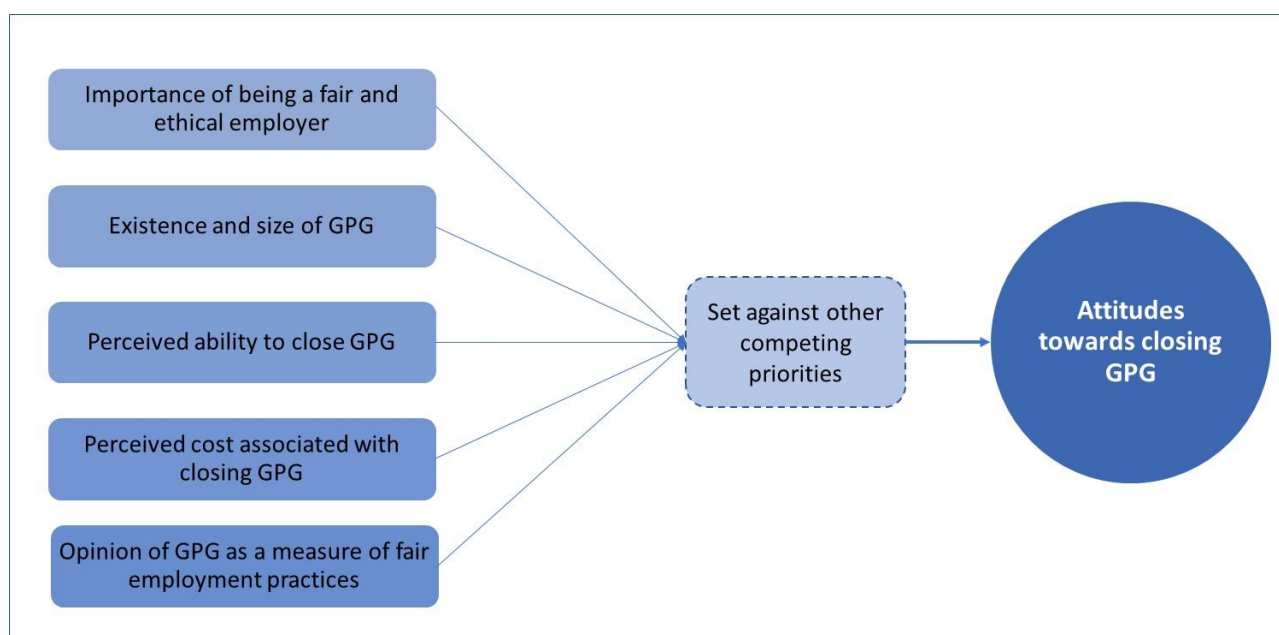 Importance of being a fair and
ethical employer
Existence and size of GPG
Perceived ability to close GPG
Perceived cost associated with
closing GPG
Opinion of GPG as a measure of fair
employment practices
Set against other
competing
priorities
Attitudes
towards closing
GPG